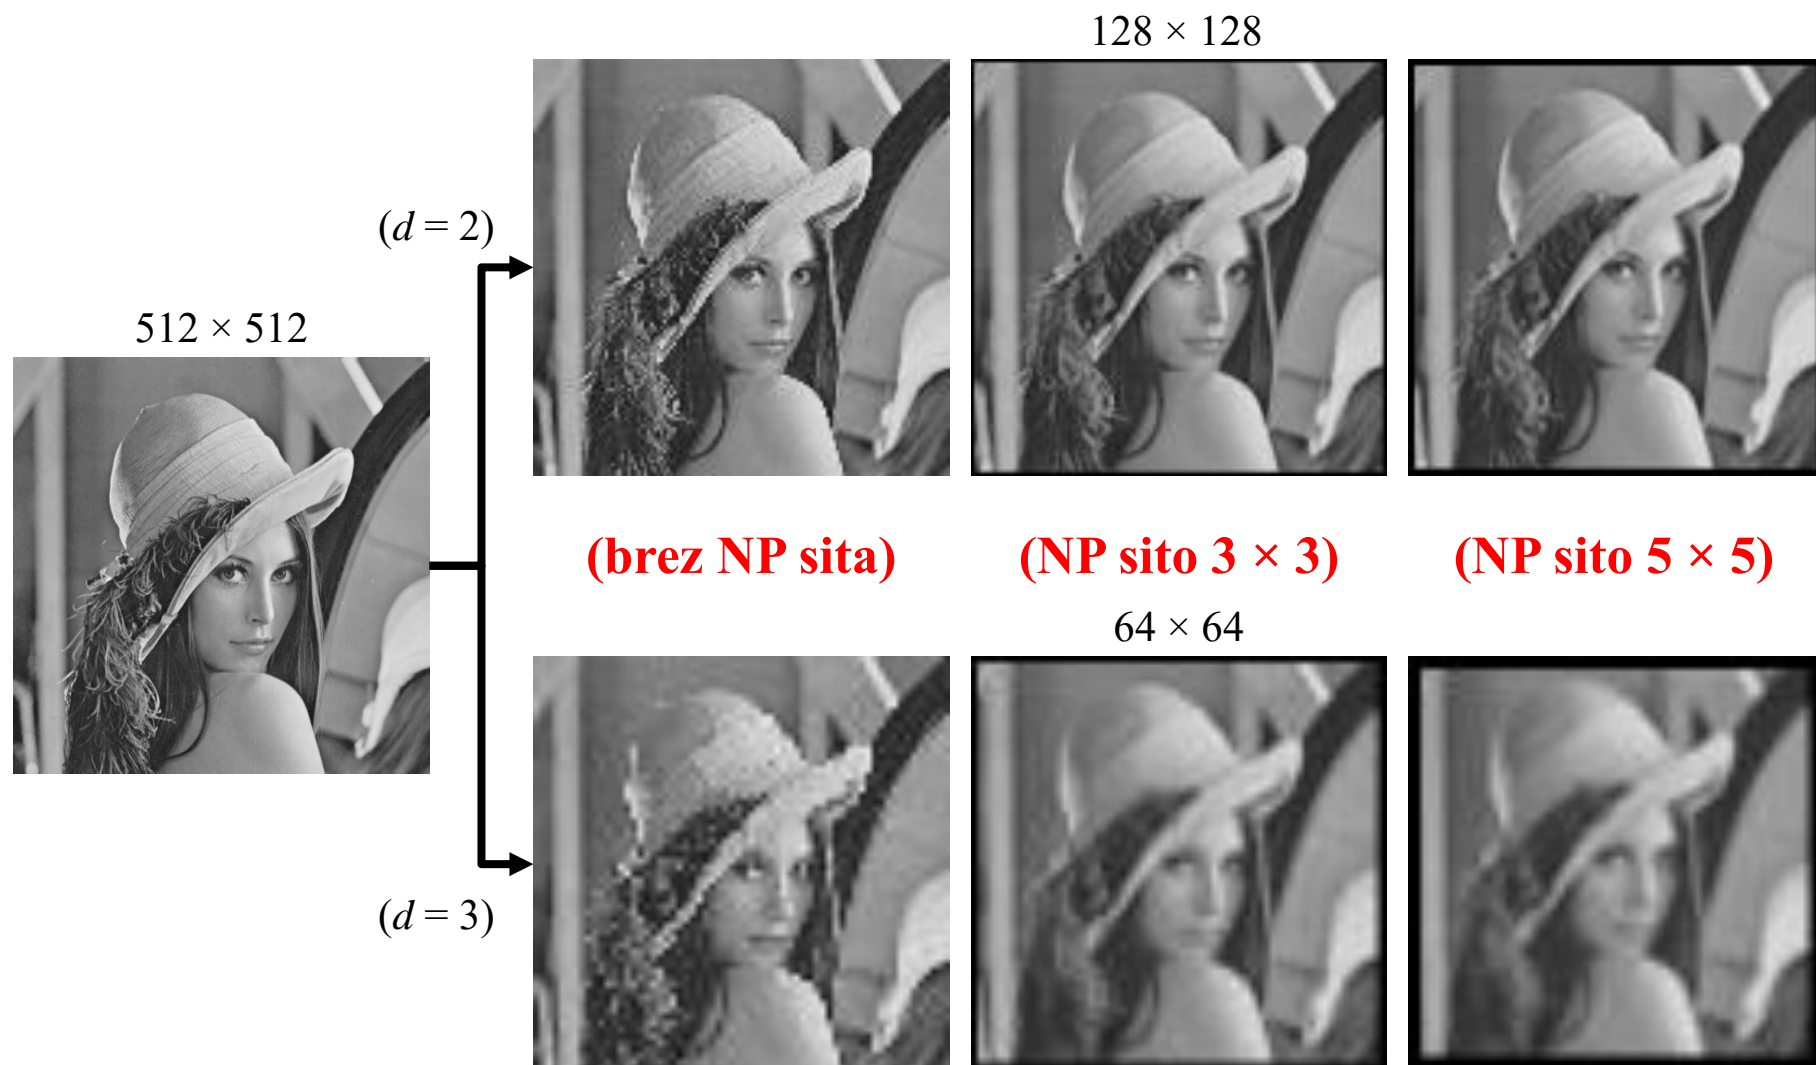 128 × 128
(d = 2)
512 × 512
(brez NP sita)
(NP sito 3 × 3)
(NP sito 5 × 5)
64 × 64
(d = 3)